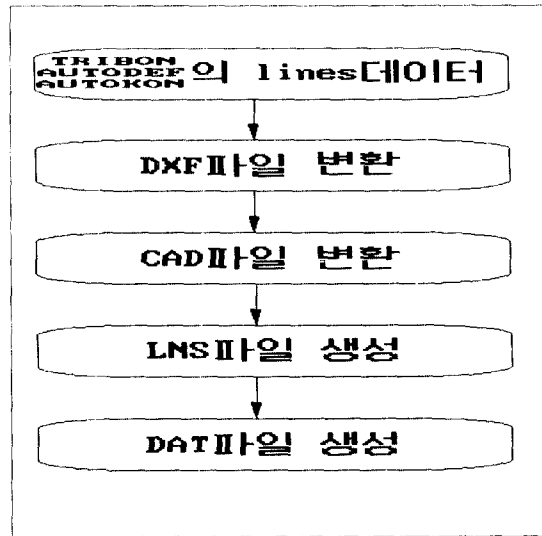 TRIBON
AUTODEF
AUTOKON
의 lines데이터
DXF파일 변환
CAD파일 변환
LNS파일 생성
DAT파일 생성